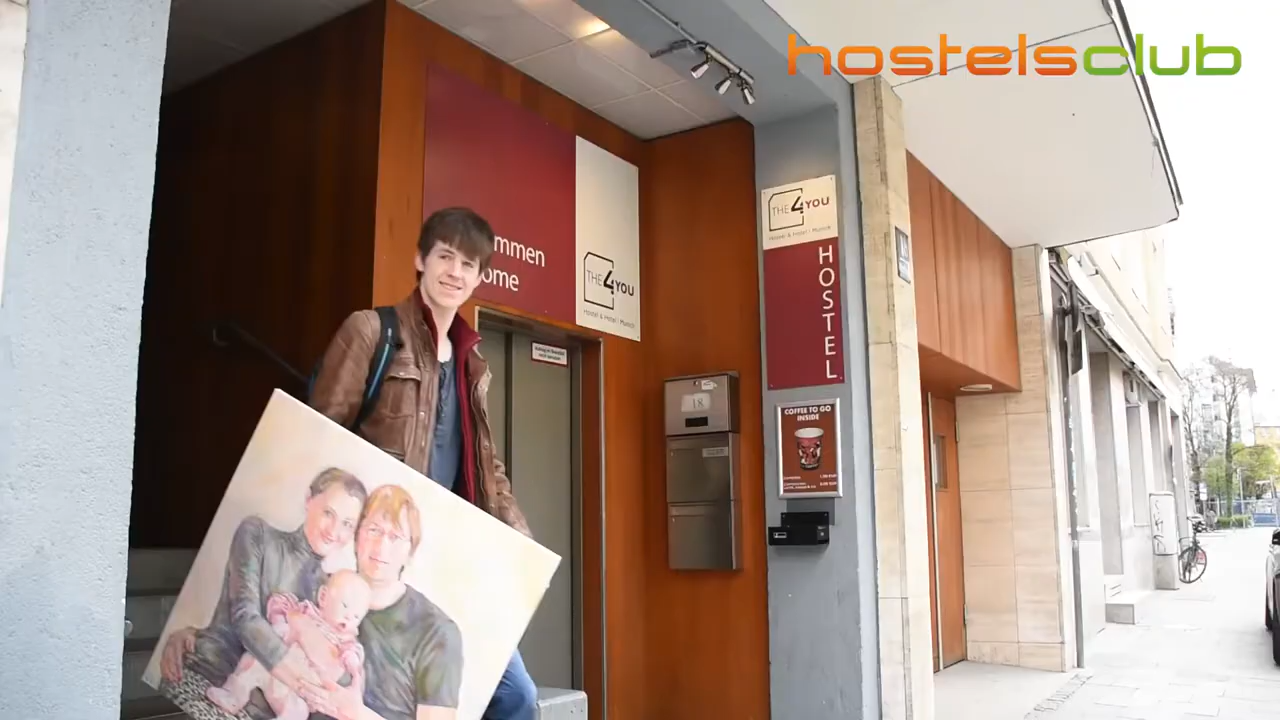 hostelsclub
mmen
ome
THE 4 YOU
Hostel & Hotel | Munich
THE 4 YOU
Hostel & Hotel | Munich
HOSTEL
18
COFFEE TO GO
INSIDE